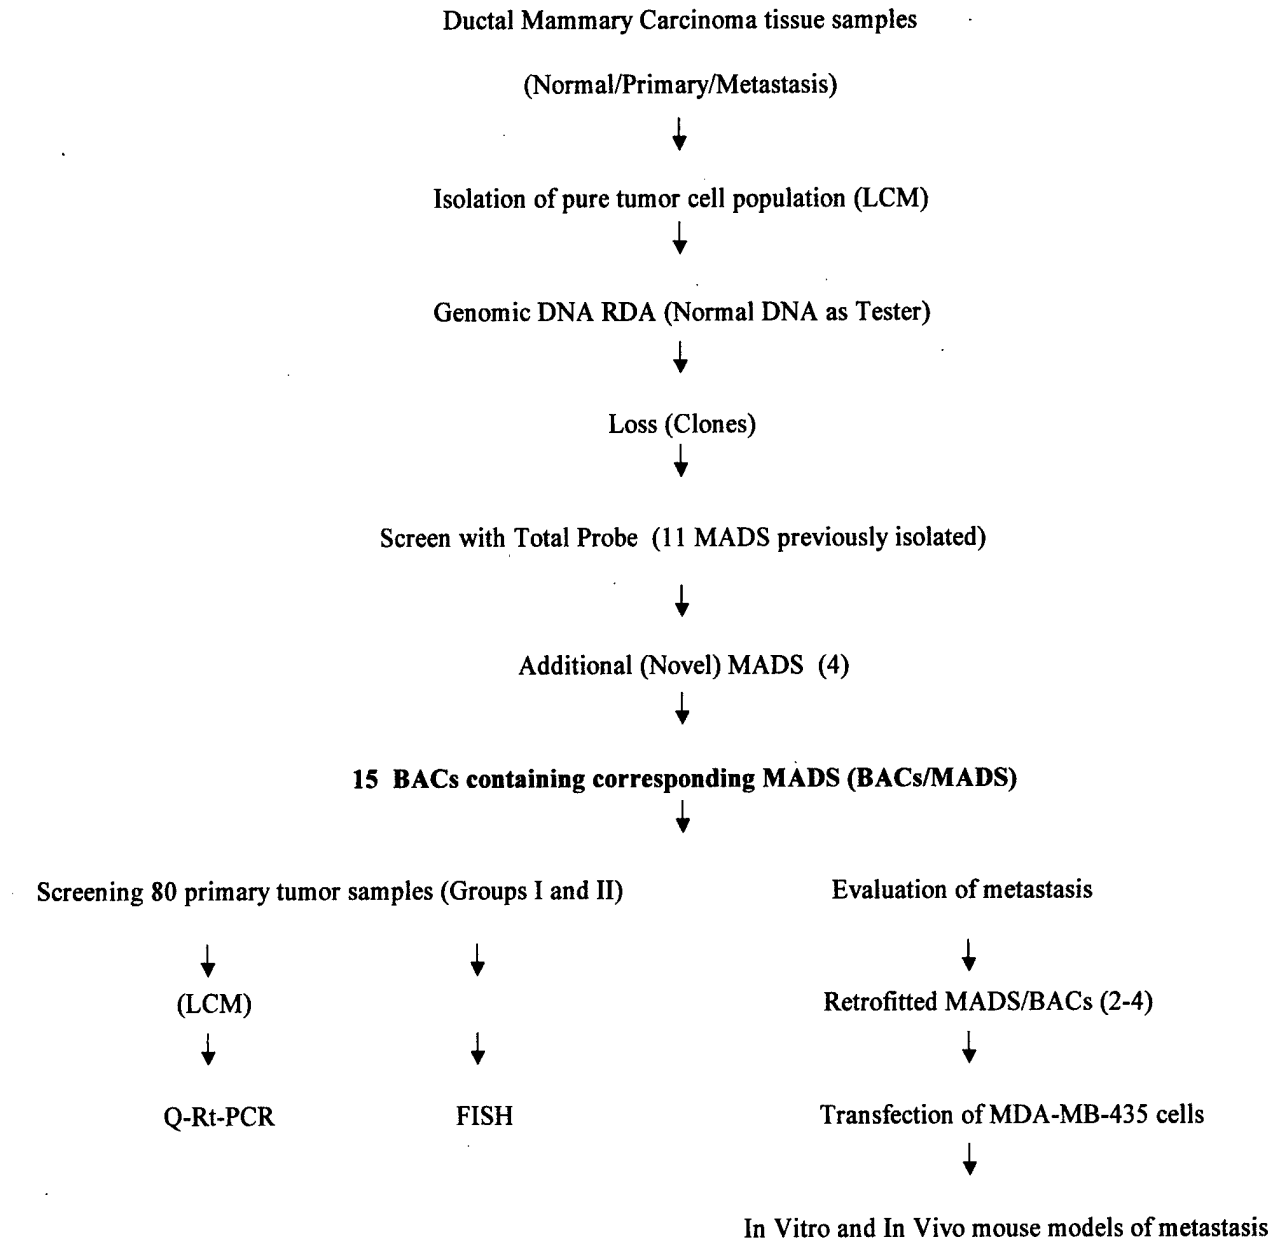 Ductal Mammary Carcinoma tissue samples
(Normal/Primary/Metastasis)
Isolation of pure tumor cell population (LCM)
Genomic DNA RDA (Normal DNA as Tester)
Loss (Clones)
Screen with Total Probe (11 MADS previously isolated)
Additional (Novel) MADS (4)
15 BACs containing corresponding MADS (BACs/MADS)
Screening 80 primary tumor samples (Groups I and II)
Evaluation of metastasis
(LCM)
Retrofitted MADS/BACs (2-4)
Q-Rt-PCR
FISH
Transfection of MDA-MB-435 cells
In Vitro and In Vivo mouse models of metastasis